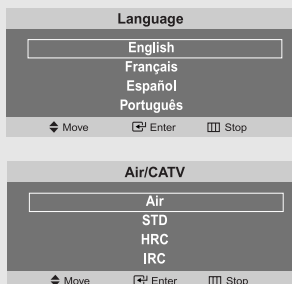 Language
English
Français
Español
Português
Move Enter Stop
Air/CATV
Air
STD
HRC
IRC
Move Enter Stop